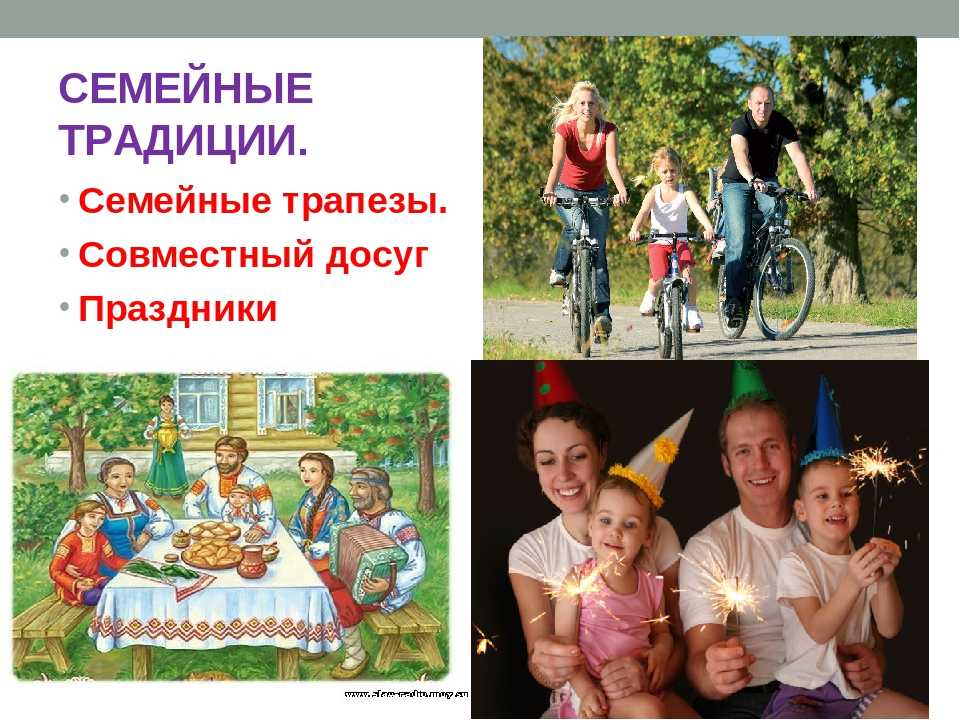 СЕМЕЙНЫЕ
ТРАДИЦИИ.
• Семейные трапезы.
• Совместный досуг
• Праздники